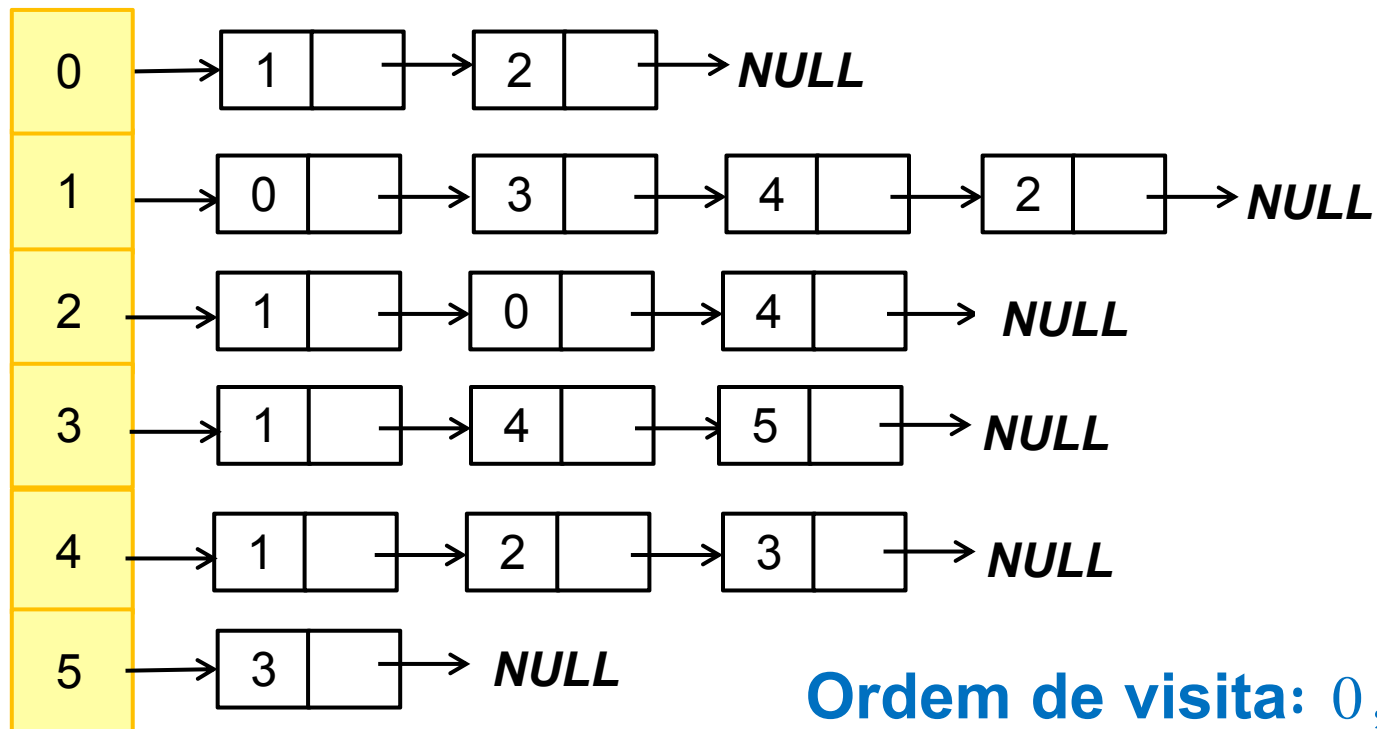 0 1 2 NULL
1 0 3 4 2 NULL
2 1 0 4 NULL
3 1 4 5 NULL
4 1 2 3 NULL
5 3 NULL
Ordem de visita: 0,